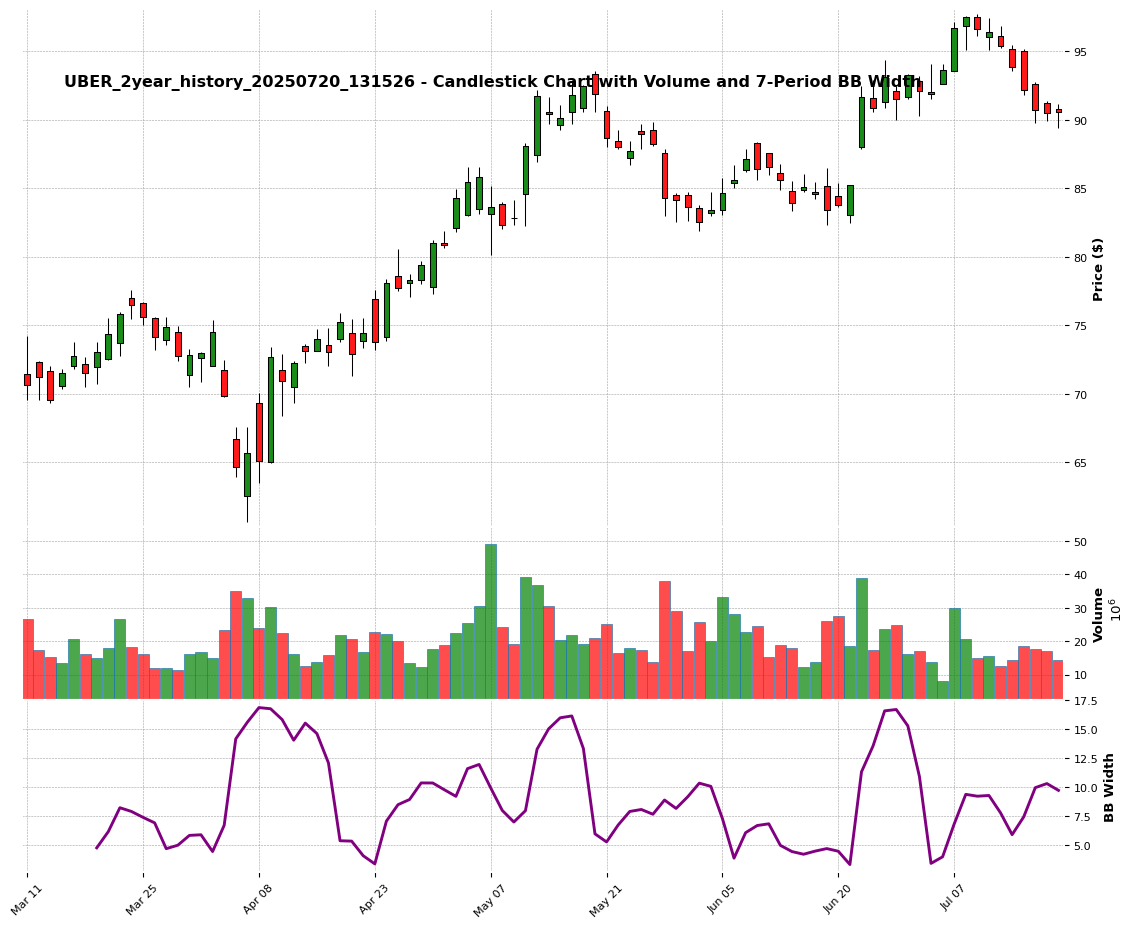 UBER_2year_history_20250720_131526 - Candlestick Chart with Volume and 7-Period BB Width
95
90
85
80
75
70
65
Price ($)
50
40
30
20
10
Volume
10^6
17.5
15.0
12.5
10.0
7.5
5.0
BB Width
Mar 11
Mar 25
Apr 08
Apr 23
May 07
May 21
Jun 05
Jun 20
Jul 07